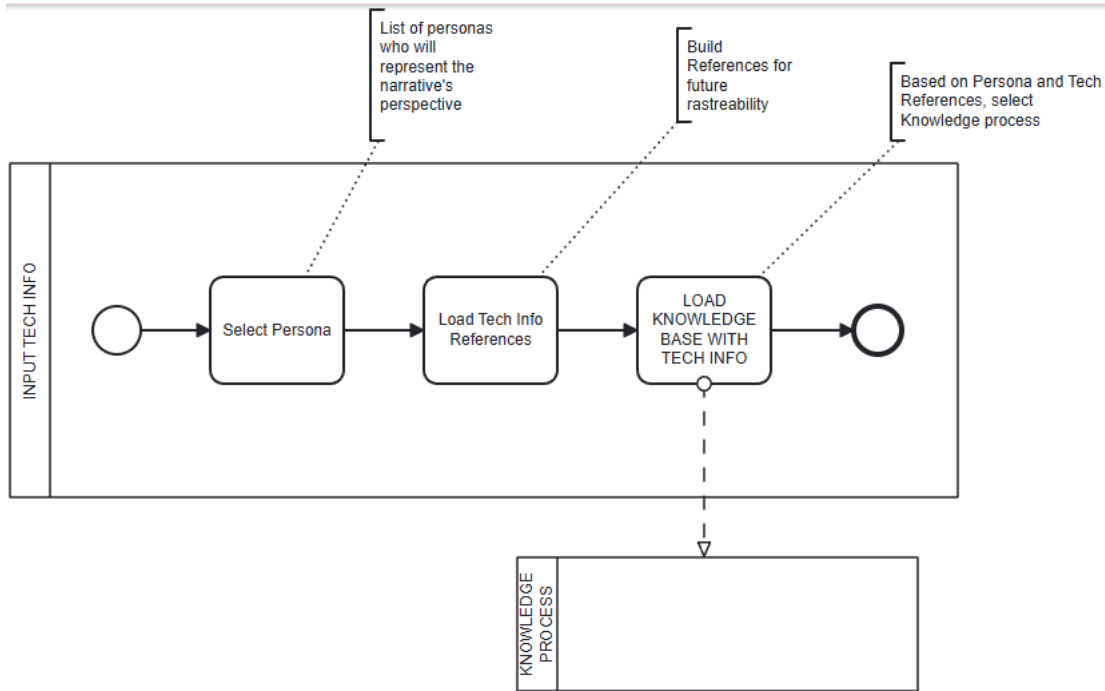 List of personas
who will
represent the
narrative's
perspective
Build
References for
future
rastreability
Based on Persona and Tech
References, select
Knowledge process
INPUT TECH INFO
Select Persona
Load Tech Info
References
LOAD
KNOWLEDGE
BASE WITH
TECH INFO
KNOWLEDGE
PROCESS